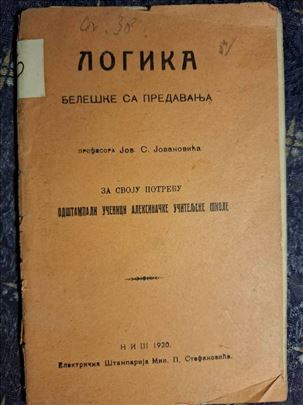 ЛОГИКА
БЕЛЕШКЕ СА ПРЕДАВАЊА
ПРОФЕСОРА Јов. С. Јовановића
ЗА СВОЈУ ПОТРЕБУ
ОДШТАМПАЛИ УЧЕНИЦИ АЛЕКСИНАЧКЕ УЧИТЕЉСКЕ ШКОЛЕ
НИШ 1920.
Електрична Штампарија Мил. П. Стефановића.